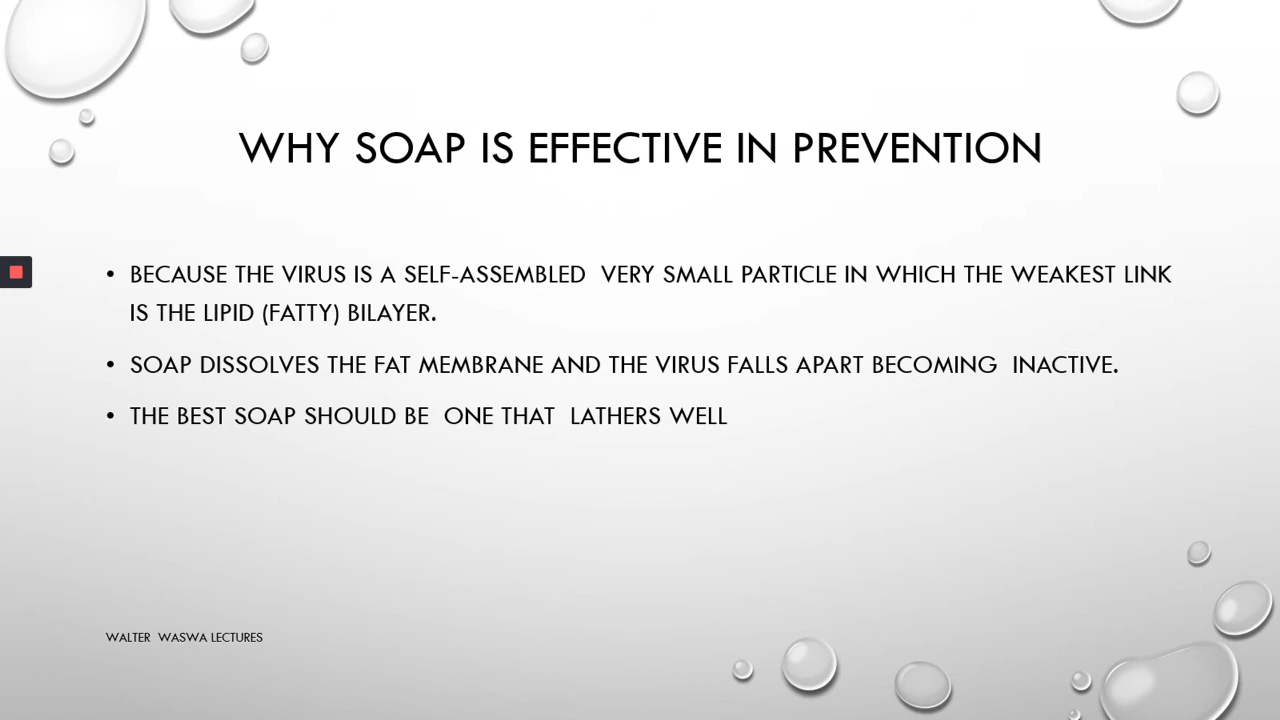 WHY SOAP IS EFFECTIVE IN PREVENTION
• BECAUSE THE VIRUS IS A SELF-ASSEMBLED  VERY SMALL PARTICLE IN WHICH THE WEAKEST LINK
IS THE LIPID (FATTY) BILAYER.
• SOAP DISSOLVES THE FAT MEMBRANE AND THE VIRUS FALLS APART BECOMING  INACTIVE.
• THE BEST SOAP SHOULD BE  ONE THAT  LATHERS WELL
WALTER  WASWA LECTURES